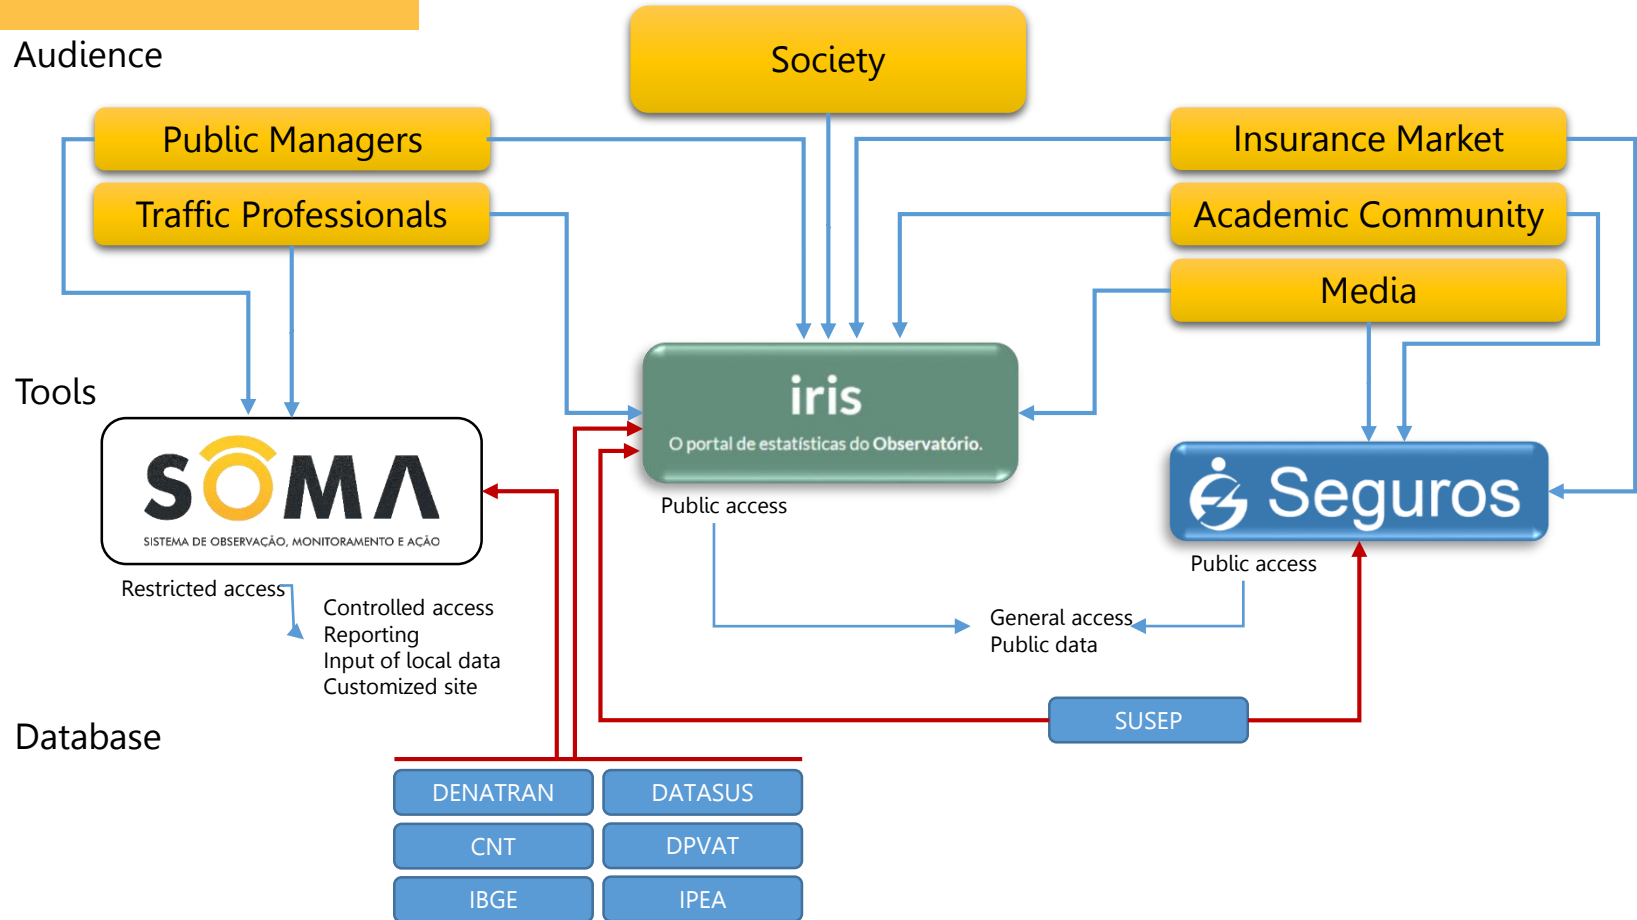 Audience
Society
Public Managers
Traffic Professionals
Insurance Market
Academic Community
Media
Tools
SOMA
SISTEMA DE OBSERVAÇÃO, MONITORAMENTO E AÇÃO
Restricted access
Controlled access
Reporting
Input of local data
Customized site
iris
O portal de estatísticas do Observatório.
Public access
Seguros
Public access
General access
Public data
Database
SUSEP
DENATRAN
DATASUS
CNT
DPVAT
IBGE
IPEA